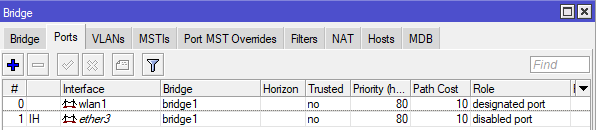 Bridge
Bridge Ports VLANs MSTIs Port MST Overrides Filters NAT Hosts MDB
Find
# Interface Bridge Horizon Trusted Priority (h... Path Cost Role
0 wlan1 bridge1 no 80 10 designated port
1 IH ether3 bridge1 no 80 10 disabled port